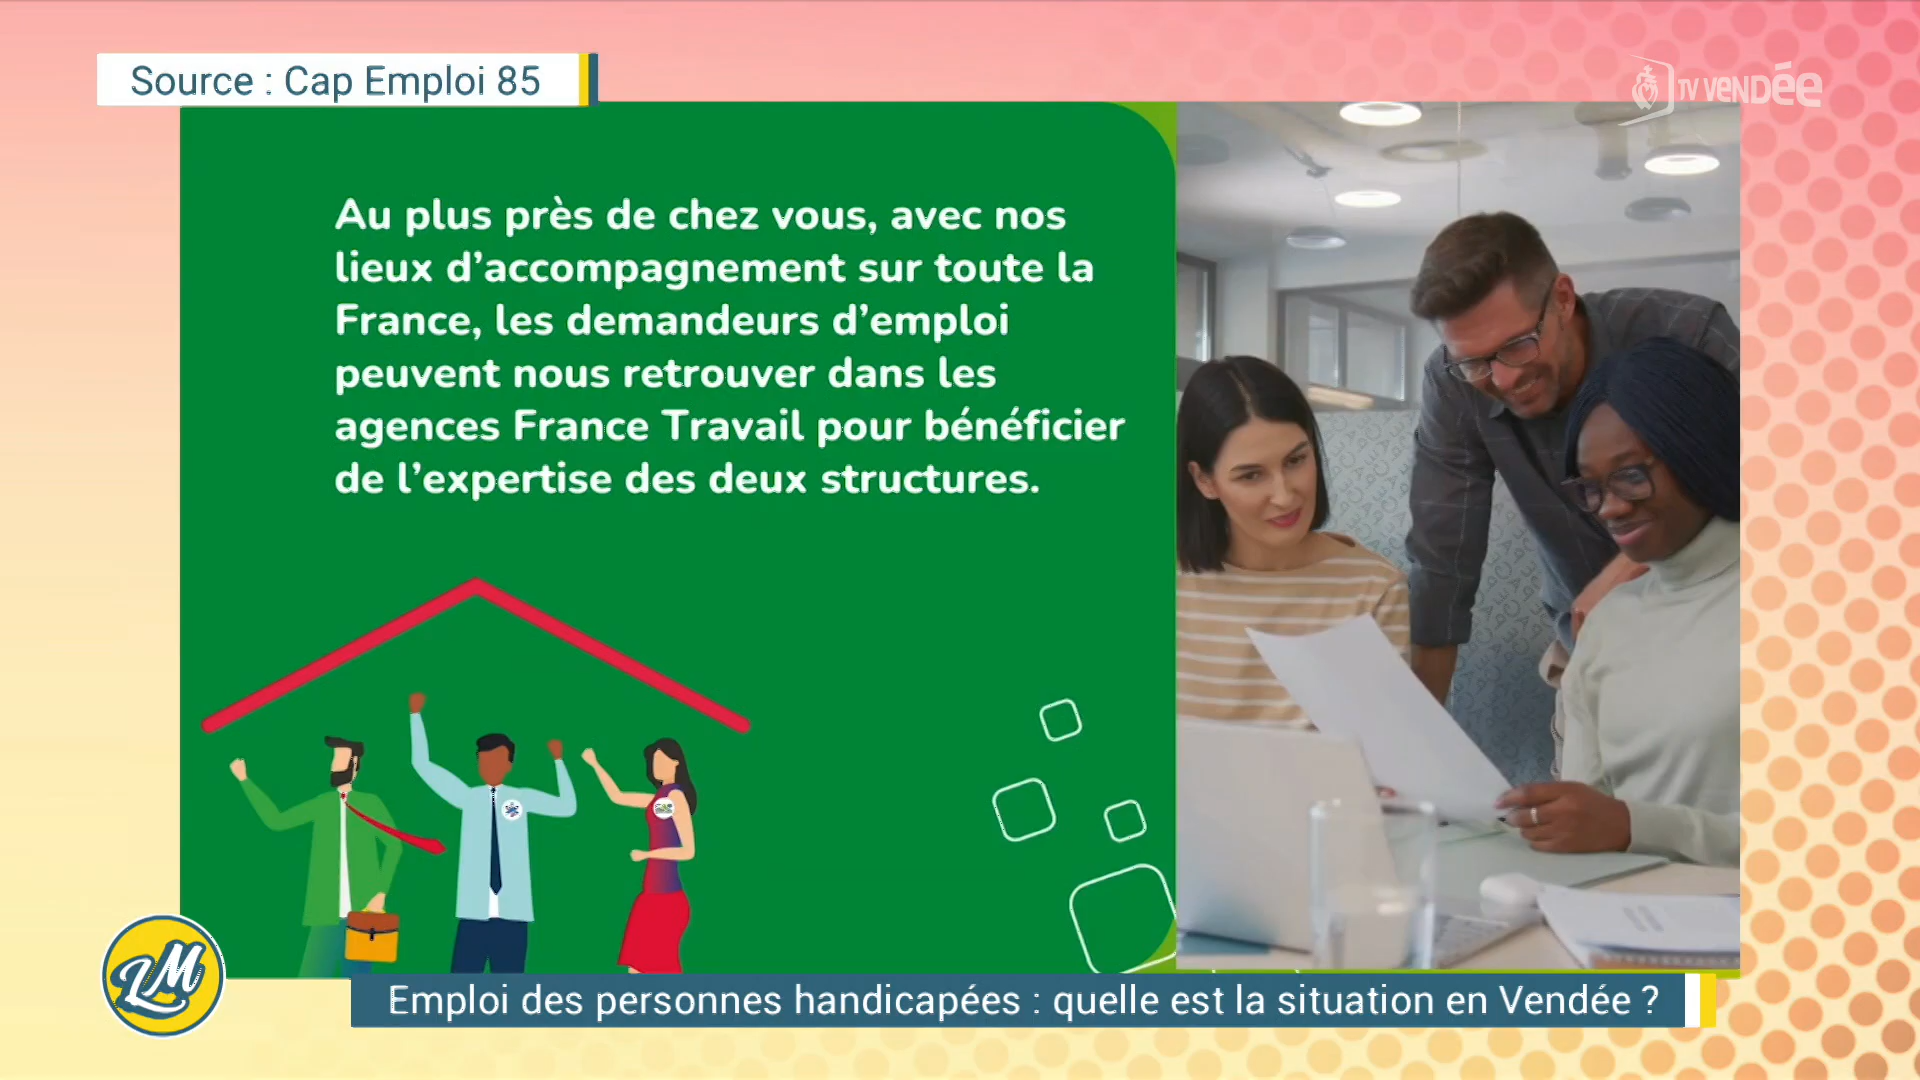 Source : Cap Emploi 85
TV VENDÉE
Au plus près de chez vous, avec nos
lieux d’accompagnement sur toute la
France, les demandeurs d’emploi
peuvent nous retrouver dans les
agences France Travail pour bénéficier
de l’expertise des deux structures.
LM
Emploi des personnes handicapées : quelle est la situation en Vendée ?